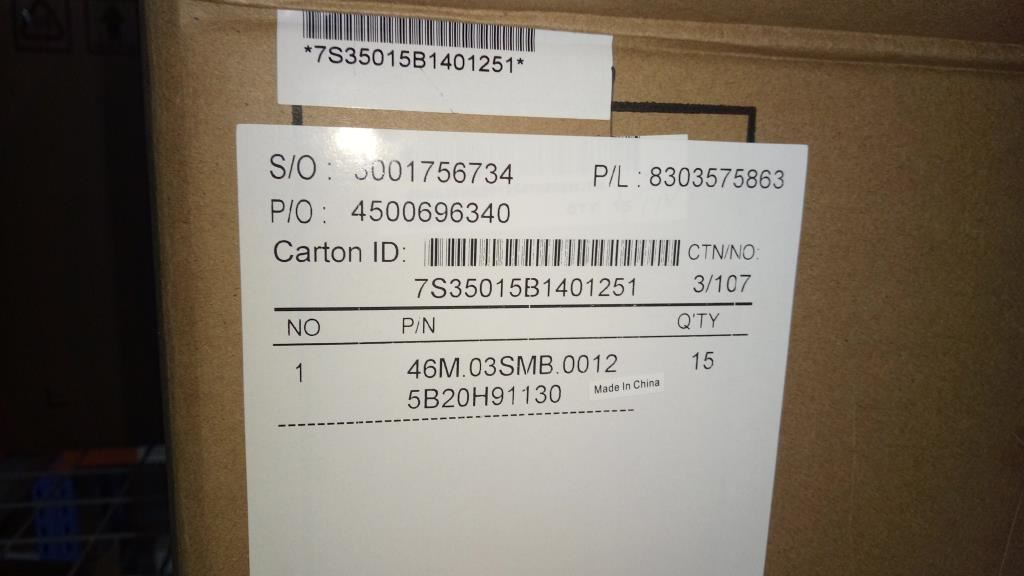 *7S35015B1401251*
S/O : 3001756734 P/L : 8303575863
P/O : 4500696340
Carton ID: CTN/NO:
7S35015B1401251 3/107
NO P/N Q'TY
1 46M.03SMB.0012 15
5B20H91130 Made In China